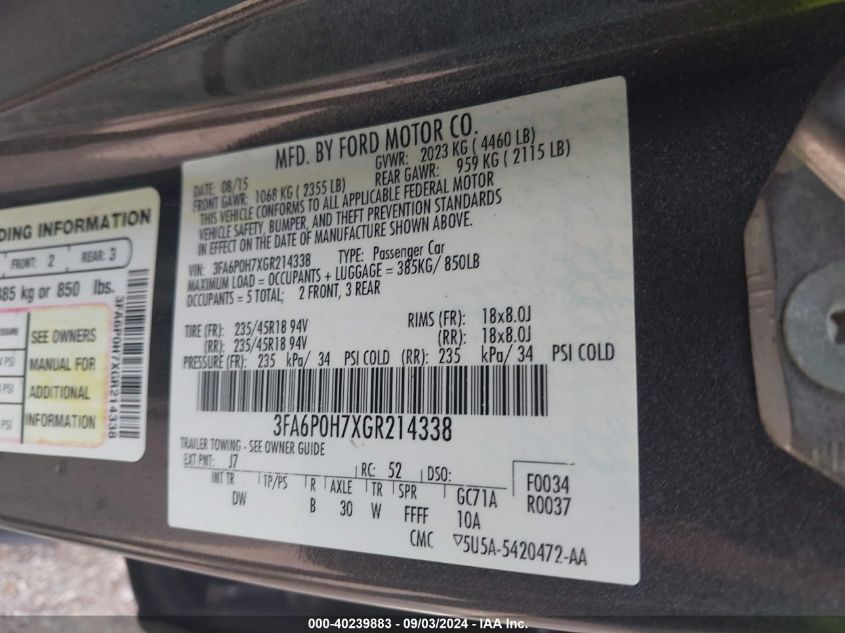 DING INFORMATION
FRONT: 2 REAR: 3
385 kg or 850 lbs.
SEE OWNERS
MANUAL FOR
ADDITIONAL
INFORMATION
PSI
PSI
3FA6P0H7XGR214338
MFD. BY FORD MOTOR CO.
DATE: 08/15 GVWR: 2023 KG ( 4460 LB)
FRONT GAWR: 1068 KG ( 2355 LB) REAR GAWR: 959 KG ( 2115 LB)
THIS VEHICLE CONFORMS TO ALL APPLICABLE FEDERAL MOTOR
VEHICLE SAFETY, BUMPER, AND THEFT PREVENTION STANDARDS
IN EFFECT ON THE DATE OF MANUFACTURE SHOWN ABOVE.
VIN: 3FA6P0H7XGR214338 TYPE: Passenger Car
MAXIMUM LOAD = OCCUPANTS + LUGGAGE = 385KG/ 850LB
OCCUPANTS = 5 TOTAL; 2 FRONT, 3 REAR
TIRE (FR): 235/45R18 94V RIMS (FR): 18x8.0J
(RR): 235/45R18 94V (RR): 18x8.0J
PRESSURE (FR): 235 kPa/ 34 PSI COLD (RR): 235 kPa/ 34 PSI COLD
3FA6P0H7XGR214338
TRAILER TOWING - SEE OWNER GUIDE
EXT PNT: J7 RC: 52 DSO: F0034
INT TR TP/PS R AXLE TR SPR GC71A R0037
DW B 30 W FFFF 10A
CMC ▽5U5A-5420472-AA
000-40239883 - 09/03/2024 - IAA Inc.